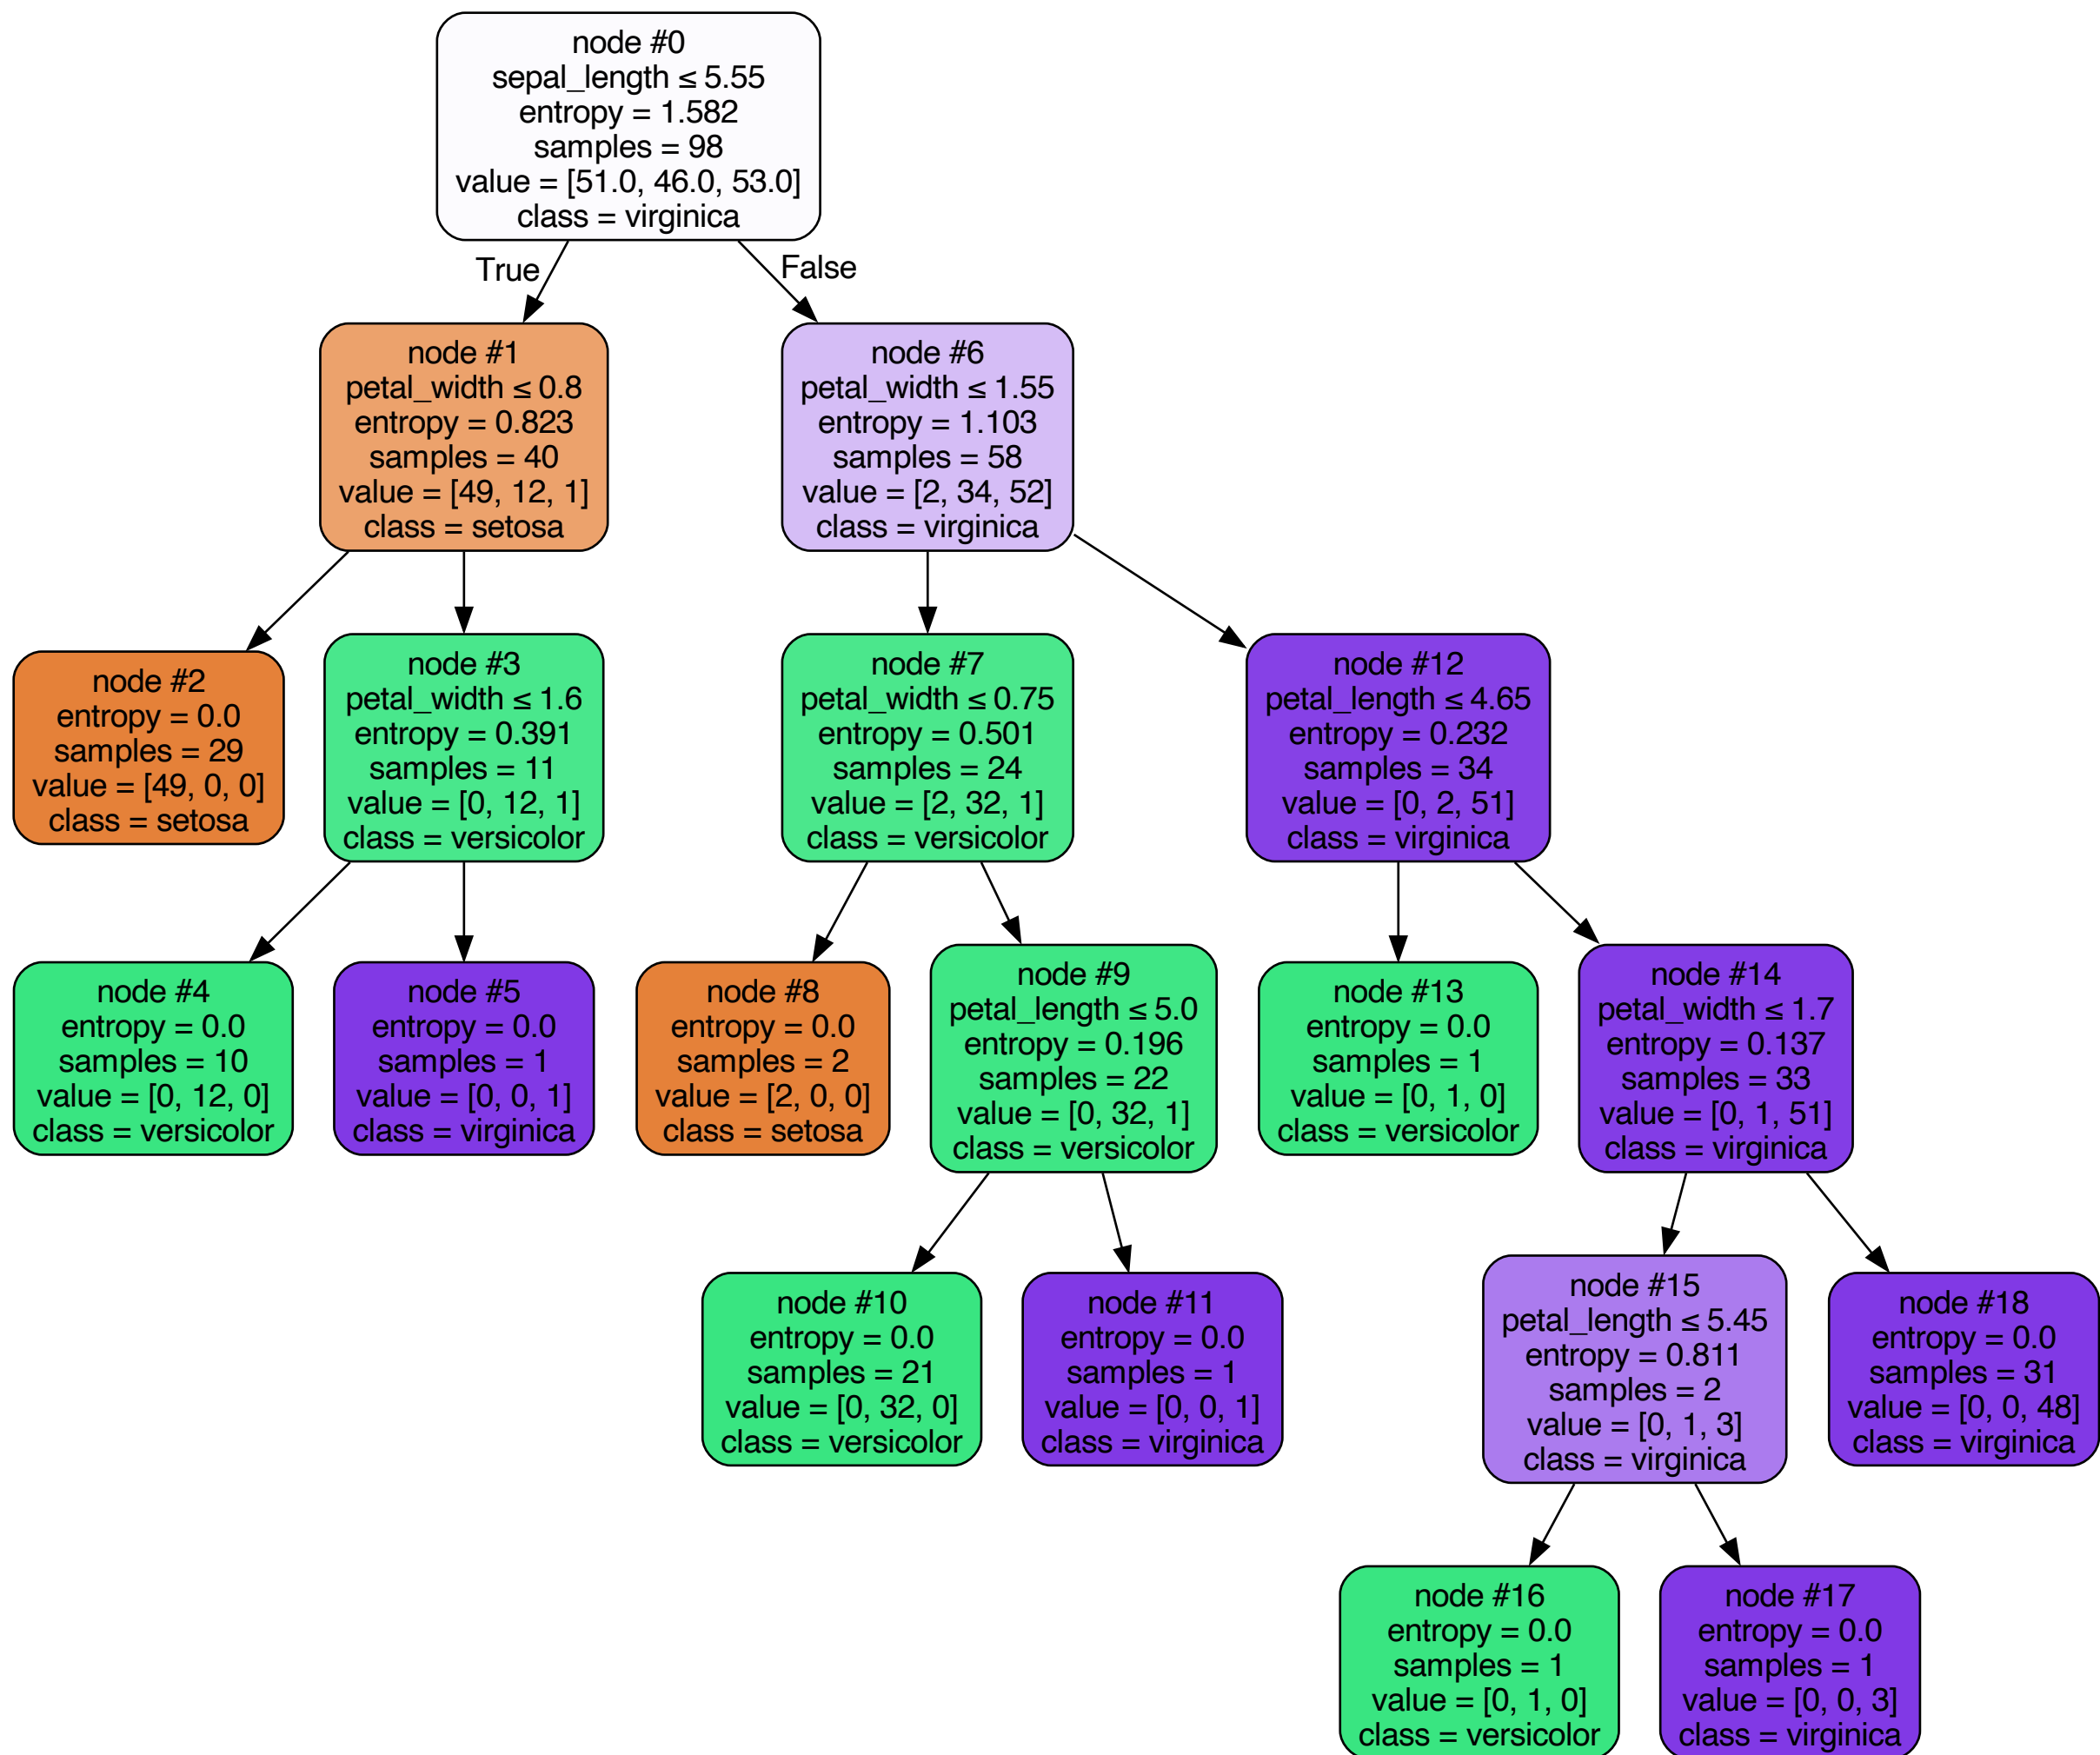 node #0
sepal_length ≤ 5.55
entropy = 1.582
samples = 98
value = [51.0, 46.0, 53.0]
class = virginica
True
False
node #1
petal_width ≤ 0.8
entropy = 0.823
samples = 40
value = [49, 12, 1]
class = setosa
node #6
petal_width ≤ 1.55
entropy = 1.103
samples = 58
value = [2, 34, 52]
class = virginica
node #2
entropy = 0.0
samples = 29
value = [49, 0, 0]
class = setosa
node #3
petal_width ≤ 1.6
entropy = 0.391
samples = 11
value = [0, 12, 1]
class = versicolor
node #7
petal_width ≤ 0.75
entropy = 0.501
samples = 24
value = [2, 32, 1]
class = versicolor
node #12
petal_length ≤ 4.65
entropy = 0.232
samples = 34
value = [0, 2, 51]
class = virginica
node #4
entropy = 0.0
samples = 10
value = [0, 12, 0]
class = versicolor
node #5
entropy = 0.0
samples = 1
value = [0, 0, 1]
class = virginica
node #8
entropy = 0.0
samples = 2
value = [2, 0, 0]
class = setosa
node #9
petal_length ≤ 5.0
entropy = 0.196
samples = 22
value = [0, 32, 1]
class = versicolor
node #13
entropy = 0.0
samples = 1
value = [0, 1, 0]
class = versicolor
node #14
petal_width ≤ 1.7
entropy = 0.137
samples = 33
value = [0, 1, 51]
class = virginica
node #10
entropy = 0.0
samples = 21
value = [0, 32, 0]
class = versicolor
node #11
entropy = 0.0
samples = 1
value = [0, 0, 1]
class = virginica
node #15
petal_length ≤ 5.45
entropy = 0.811
samples = 2
value = [0, 1, 3]
class = virginica
node #18
entropy = 0.0
samples = 31
value = [0, 0, 48]
class = virginica
node #16
entropy = 0.0
samples = 1
value = [0, 1, 0]
class = versicolor
node #17
entropy = 0.0
samples = 1
value = [0, 0, 3]
class = virginica